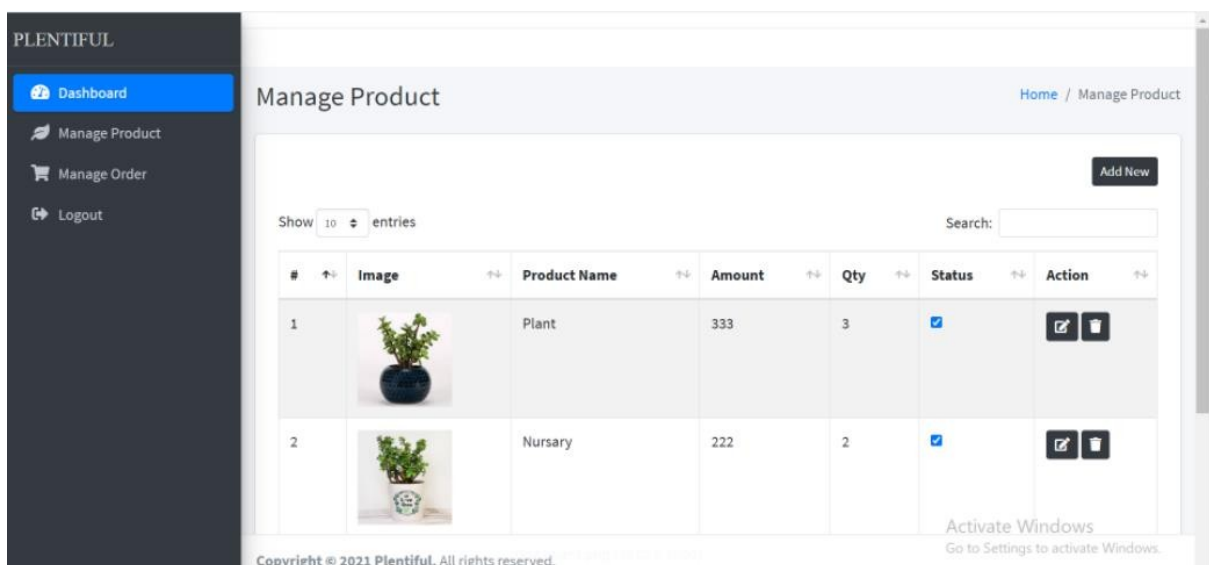 PLENTIFUL
Dashboard
Manage Product
Manage Order
Logout
Manage Product
Home / Manage Product
Add New
Show 10 entries
Search:
# Image Product Name Amount Qty Status Action
1 Plant 333 3
2 Nursary 222 2
Activate Windows
Go to Settings to activate Windows.
Copyright © 2021 Plentiful. All rights reserved.